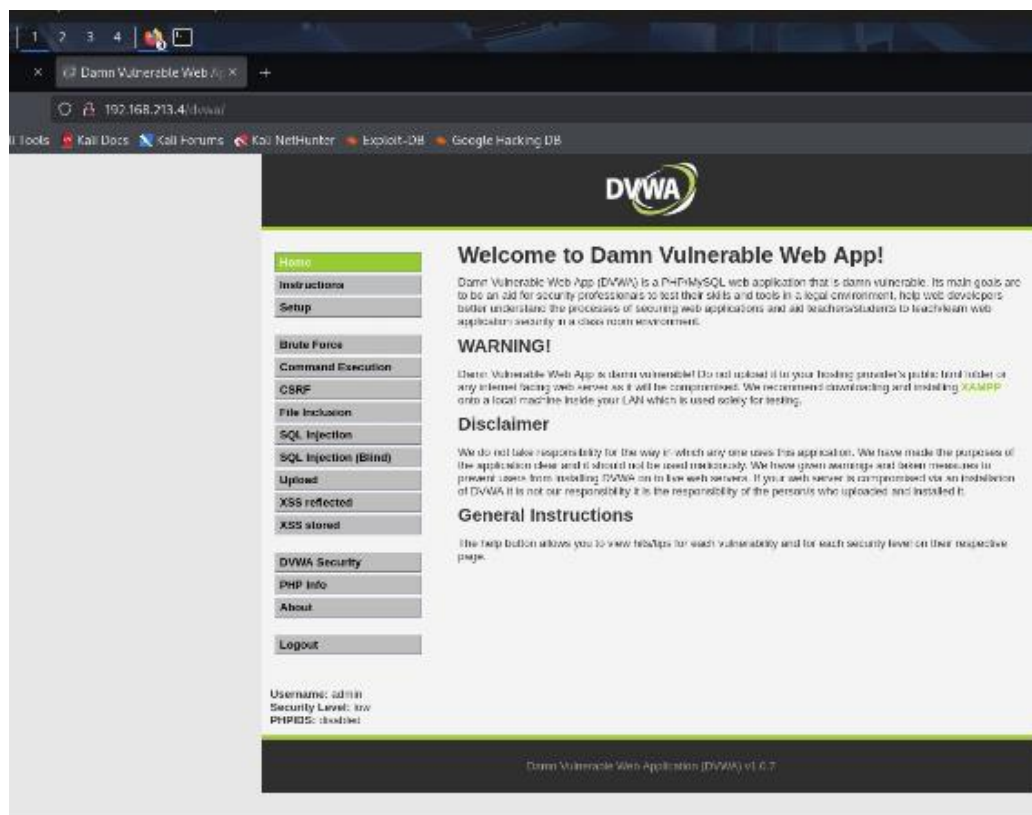 1 2 3 4
Damn Vulnerable Web Ap
192.168.213.4/dvwa/
Tools Kali Docs Kali Forums Kali NetHunter Exploit-DB Google Hacking DB
DVWA
Home
Instructions
Setup
Brute Force
Command Execution
CSRF
File Inclusion
SQL Injection
SQL Injection (Blind)
Upload
XSS reflected
XSS stored
DVWA Security
PHP Info
About
Logout
Username: admin
Security Level: low
PHPIDS: disabled
Welcome to Damn Vulnerable Web App!
Damn Vulnerable Web App (DVWA) is a PHP/MySQL web application that is damn vulnerable. Its main goals are
to be an aid for security professionals to test their skills and tools in a legal environment, help web developers
better understand the processes of securing web applications and aid teachers/students to teach/learn web
application security in a class room environment.
WARNING!
Damn Vulnerable Web App is damn vulnerable! Do not upload it to your hosting provider's public html folder or
any internet facing web server as it will be compromised. We recommend downloading and installing XAMPP
onto a local machine inside your LAN which is used solely for testing.
Disclaimer
We do not take responsibility for the way in which any one uses this application. We have made the purposes of
the application clear and it should not be used maliciously. We have given warnings and taken measures to
prevent users from installing DVWA on to live web servers. If your web server is compromised via an installation
of DVWA it is not our responsibility it is the responsibility of the person/s who uploaded and installed it.
General Instructions
The help button allows you to view hits/tips for each vulnerability and for each security level on their respective
page.
Damn Vulnerable Web Application (DVWA) v1.0.7